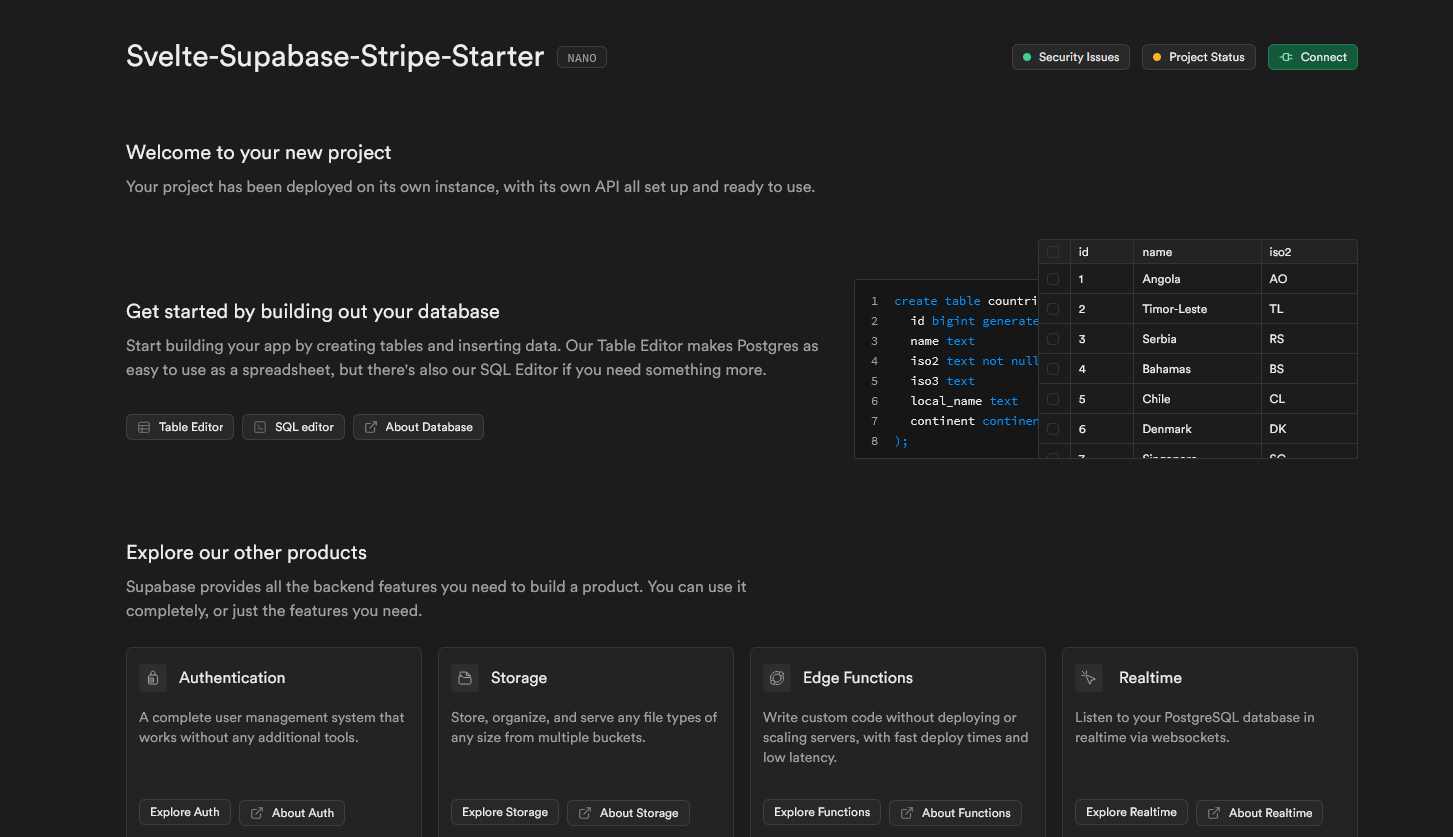 Svelte-Supabase-Stripe-Starter NANO
Security Issues
Project Status
Connect
Welcome to your new project
Your project has been deployed on its own instance, with its own API all set up and ready to use.
Get started by building out your database
Start building your app by creating tables and inserting data. Our Table Editor makes Postgres as
easy to use as a spreadsheet, but there's also our SQL Editor if you need something more.
Table Editor
SQL editor
About Database
1 create table countri
2 id bigint generate
3 name text
4 iso2 text not null
5 iso3 text
6 local_name text
7 continent continen
8 );
id name iso2
1 Angola AO
2 Timor-Leste TL
3 Serbia RS
4 Bahamas BS
5 Chile CL
6 Denmark DK
7 Singapore SG
Explore our other products
Supabase provides all the backend features you need to build a product. You can use it
completely, or just the features you need.
Authentication
A complete user management system that
works without any additional tools.
Explore Auth
About Auth
Storage
Store, organize, and serve any file types of
any size from multiple buckets.
Explore Storage
About Storage
Edge Functions
Write custom code without deploying or
scaling servers, with fast deploy times and
low latency.
Explore Functions
About Functions
Realtime
Listen to your PostgreSQL database in
realtime via websockets.
Explore Realtime
About Realtime